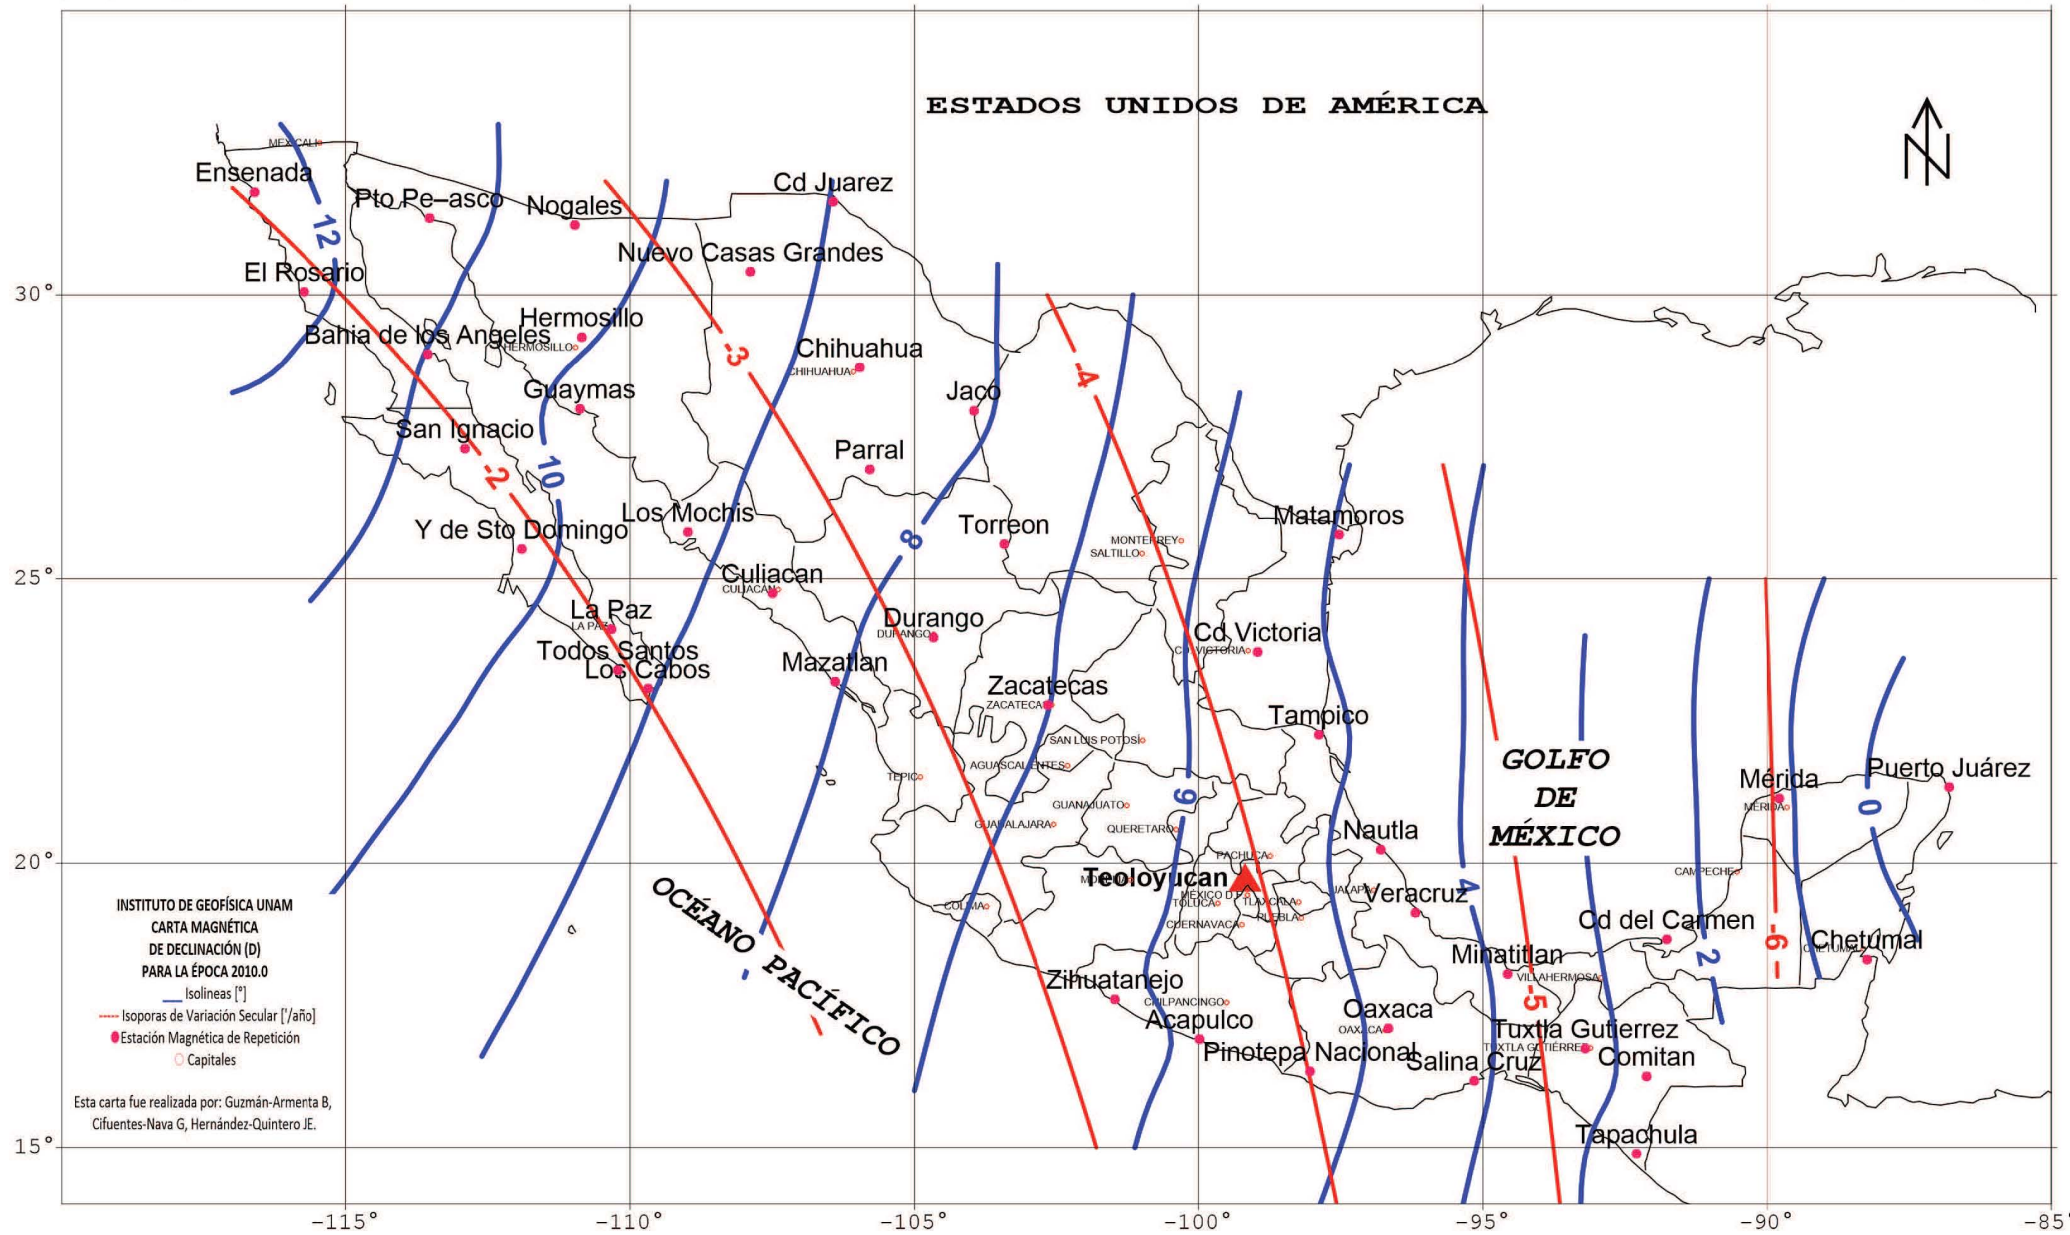 ESTADOS UNIDOS DE AMÉRICA
N
MEXICALI
Ensenada
Pto Pe–asco
Nogales
Cd Juarez
12
Nuevo Casas Grandes
El Rosario
30°
Hermosillo
HERMOSILLO
Bahia de los Angeles
-3
Chihuahua
CHIHUAHUA
-4
Guaymas
Jaco
San Ignacio
Parral
-2
10
Los Mochis
Torreon
Matamoros
Y de Sto Domingo
8
MONTERREY
SALTILLO
25°
Culiacan
CULIACÁN
La Paz
LA PAZ
Durango
DURANGO
Cd Victoria
CD. VICTORIA
Todos Santos
Los Cabos
Mazatlan
Zacatecas
ZACATECAS
Tampico
SAN LUIS POTOSÍ
AGUASCALIENTES
TEPIC
GOLFO
DE
MÉXICO
Mérida
MÉRIDA
Puerto Juárez
GUANAJUATO
6
0
GUADALAJARA
QUERETARO
Nautla
20°
PACHUCA
Teoloyucan
MORELIA
MÉXICO D.F.
TOLUCA
TLAXCALA
PUEBLA
CUERNAVACA
JALAPA
Veracruz
4
CAMPECHE
COLIMA
OCÉANO PACÍFICO
Cd del Carmen
-6
Chetumal
CHETUMAL
2
Minatitlan
VILLAHERMOSA
-5
Zihuatanejo
CHILPANCINGO
Acapulco
Oaxaca
OAXACA
Tuxtla Gutierrez
TUXTLA GUTIÉRREZ
Pinotepa Nacional
Salina Cruz
Comitan
Tapachula
15°
INSTITUTO DE GEOFÍSICA UNAM
CARTA MAGNÉTICA
DE DECLINACIÓN (D)
PARA LA ÉPOCA 2010.0
Isolineas [°]
Isoporas de Variación Secular ['/año]
Estación Magnética de Repetición
Capitales
Esta carta fue realizada por: Guzmán-Armenta B,
Cifuentes-Nava G, Hernández-Quintero JE.
-115° -110° -105° -100° -95° -90° -85°